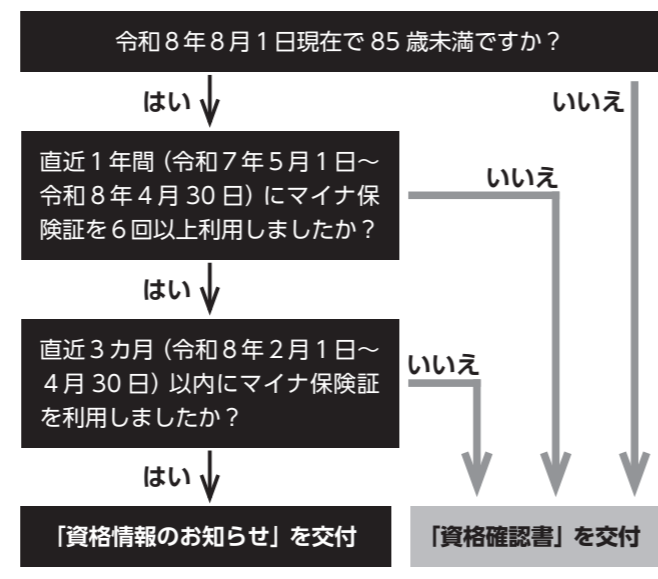 令和8年8月1日現在で85歳未満ですか？
はい
いいえ
直近1年間（令和7年5月1日～
令和8年4月30日）にマイナ保
険証を6回以上利用しましたか？
いいえ
はい
直近3カ月（令和8年2月1日～
4月30日）以内にマイナ保険証
を利用しましたか？
いいえ
はい
「資格情報のお知らせ」を交付
「資格確認書」を交付